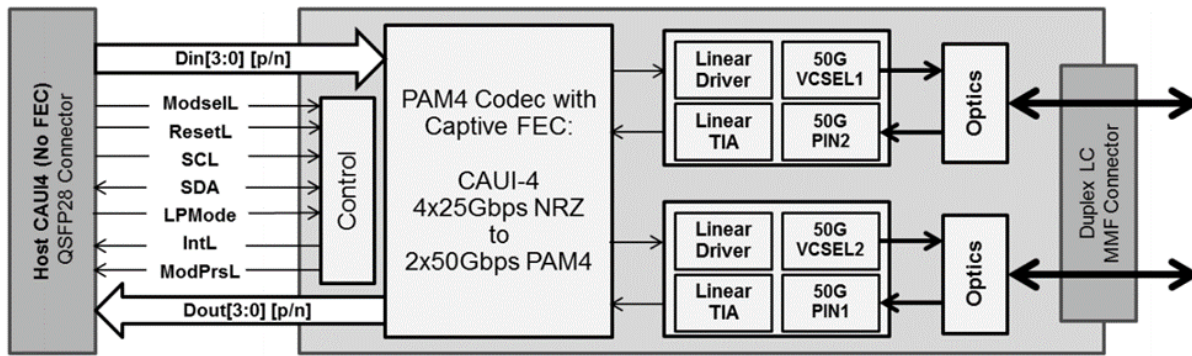 Host CAUI4 (No FEC)
QSFP28 Connector
Din[3:0] [p/n]
ModselL
ResetL
SCL
SDA
LPMode
IntL
ModPrsL
Dout[3:0] [p/n]
Control
PAM4 Codec with
Captive FEC:
CAUI-4
4x25Gbps NRZ
to
2x50Gbps PAM4
Linear
Driver
50G
VCSEL1
Linear
TIA
50G
PIN2
Optics
Linear
Driver
50G
VCSEL2
Linear
TIA
50G
PIN1
Optics
Duplex LC
MMF Connector